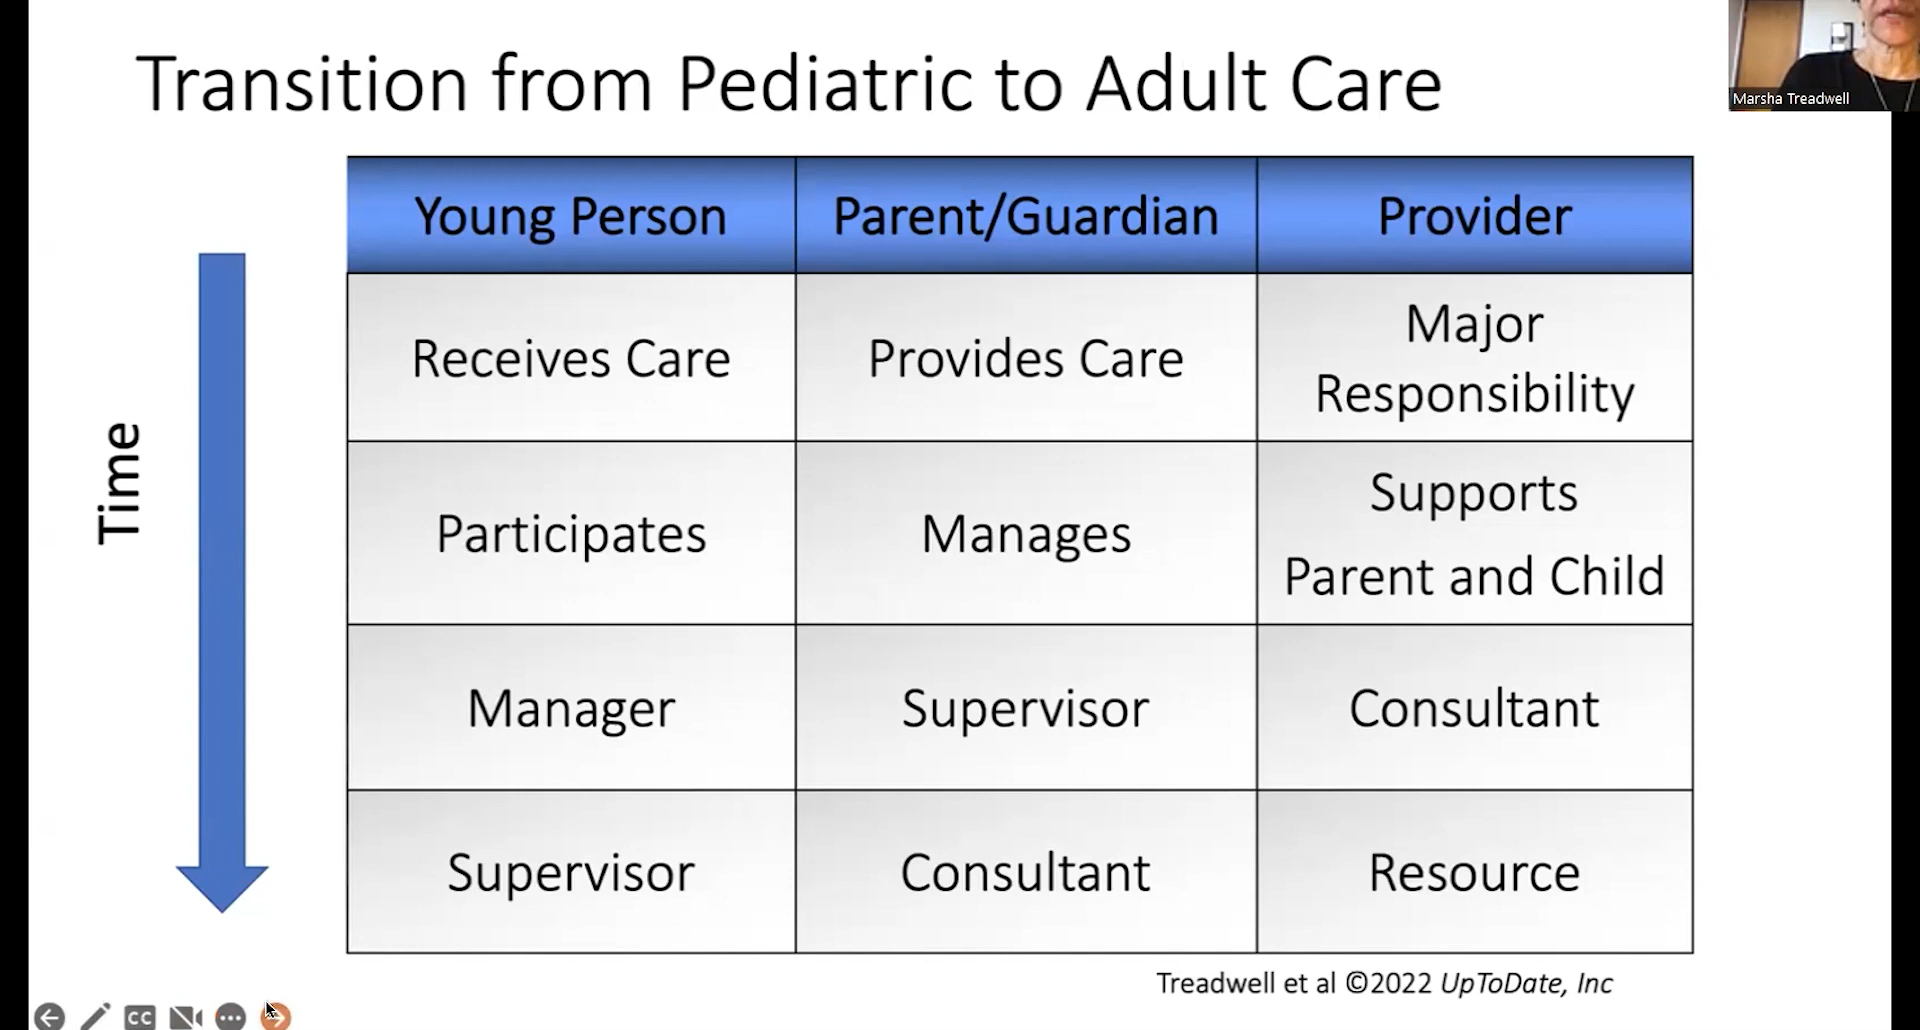 Transition from Pediatric to Adult Care
Marsha Treadwell
Young Person
Parent/Guardian
Provider
Time
Receives Care
Provides Care
Major
Responsibility
Participates
Manages
Supports
Parent and Child
Manager
Supervisor
Consultant
Supervisor
Consultant
Resource
Treadwell et al ©2022 UpToDate, Inc
CC